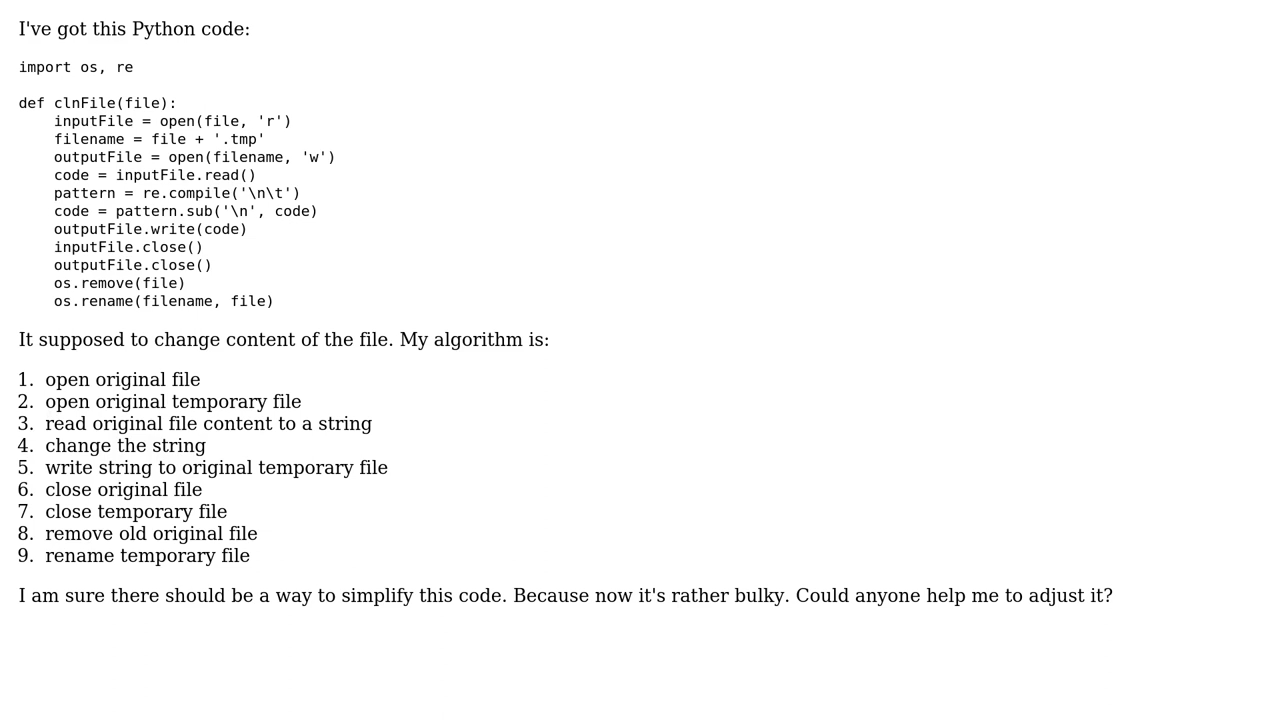 I've got this Python code:
import os, re
def clnFile(file):
    inputFile = open(file, 'r')
    filename = file + '.tmp'
    outputFile = open(filename, 'w')
    code = inputFile.read()
    pattern = re.compile('\n\t')
    code = pattern.sub('\n', code)
    outputFile.write(code)
    inputFile.close()
    outputFile.close()
    os.remove(file)
    os.rename(filename, file)
It supposed to change content of the file. My algorithm is:
1. open original file
2. open original temporary file
3. read original file content to a string
4. change the string
5. write string to original temporary file
6. close original file
7. close temporary file
8. remove old original file
9. rename temporary file
I am sure there should be a way to simplify this code. Because now it's rather bulky. Could anyone help me to adjust it?